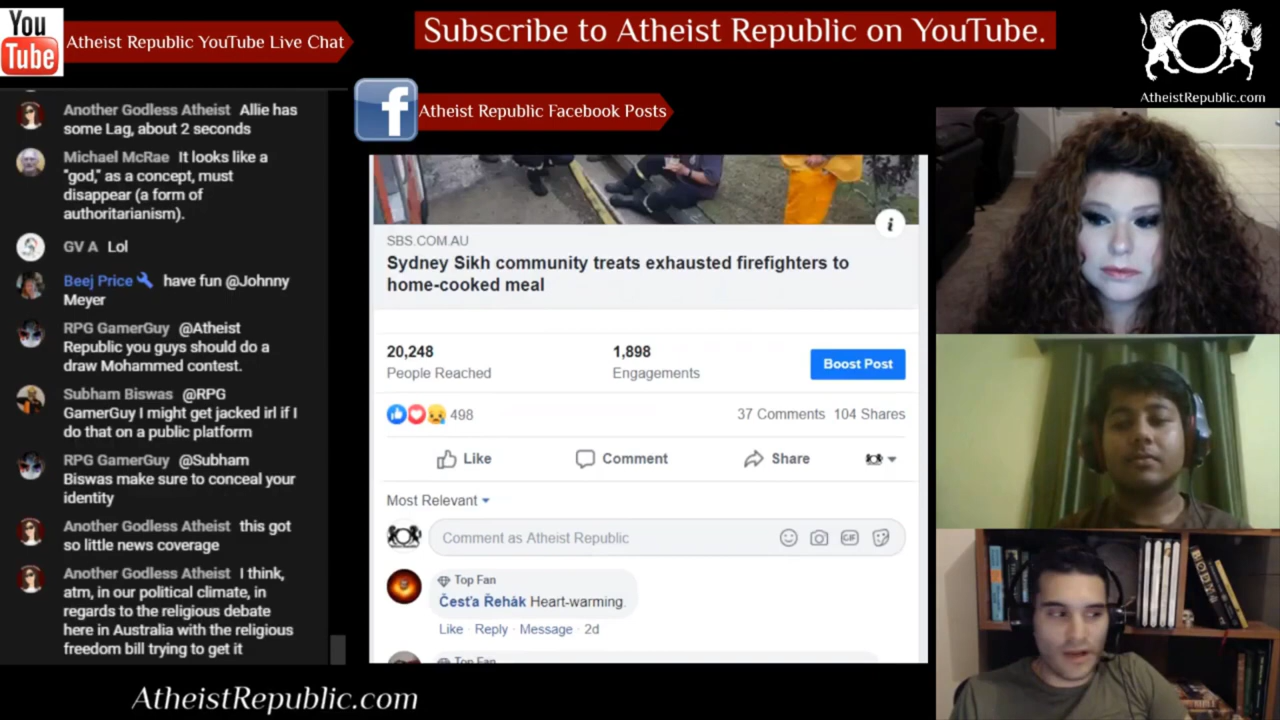 You
Tube
Atheist Republic YouTube Live Chat
Subscribe to Atheist Republic on YouTube.
AtheistRepublic.com
f
Atheist Republic Facebook Posts
Another Godless Atheist Allie has
some Lag, about 2 seconds
Michael McRae It looks like a
"god," as a concept, must
disappear (a form of
authoritarianism).
GV A Lol
Beej Price have fun @Johnny
Meyer
RPG GamerGuy @Atheist
Republic you guys should do a
draw Mohammed contest.
Subham Biswas @RPG
GamerGuy I might get jacked irl if I
do that on a public platform
RPG GamerGuy @Subham
Biswas make sure to conceal your
identity
Another Godless Atheist this got
so little news coverage
Another Godless Atheist I think,
atm, in our political climate, in
regards to the religious debate
here in Australia with the religious
freedom bill trying to get it
SBS.COM.AU
i
Sydney Sikh community treats exhausted firefighters to
home-cooked meal
20,248
People Reached
1,898
Engagements
Boost Post
498
37 Comments 104 Shares
Like
Comment
Share
Most Relevant
Comment as Atheist Republic
GIF
Top Fan
Česťa Řehák Heart-warming.
Like · Reply · Message · 2d
Top Fan
BODY
AtheistRepublic.com